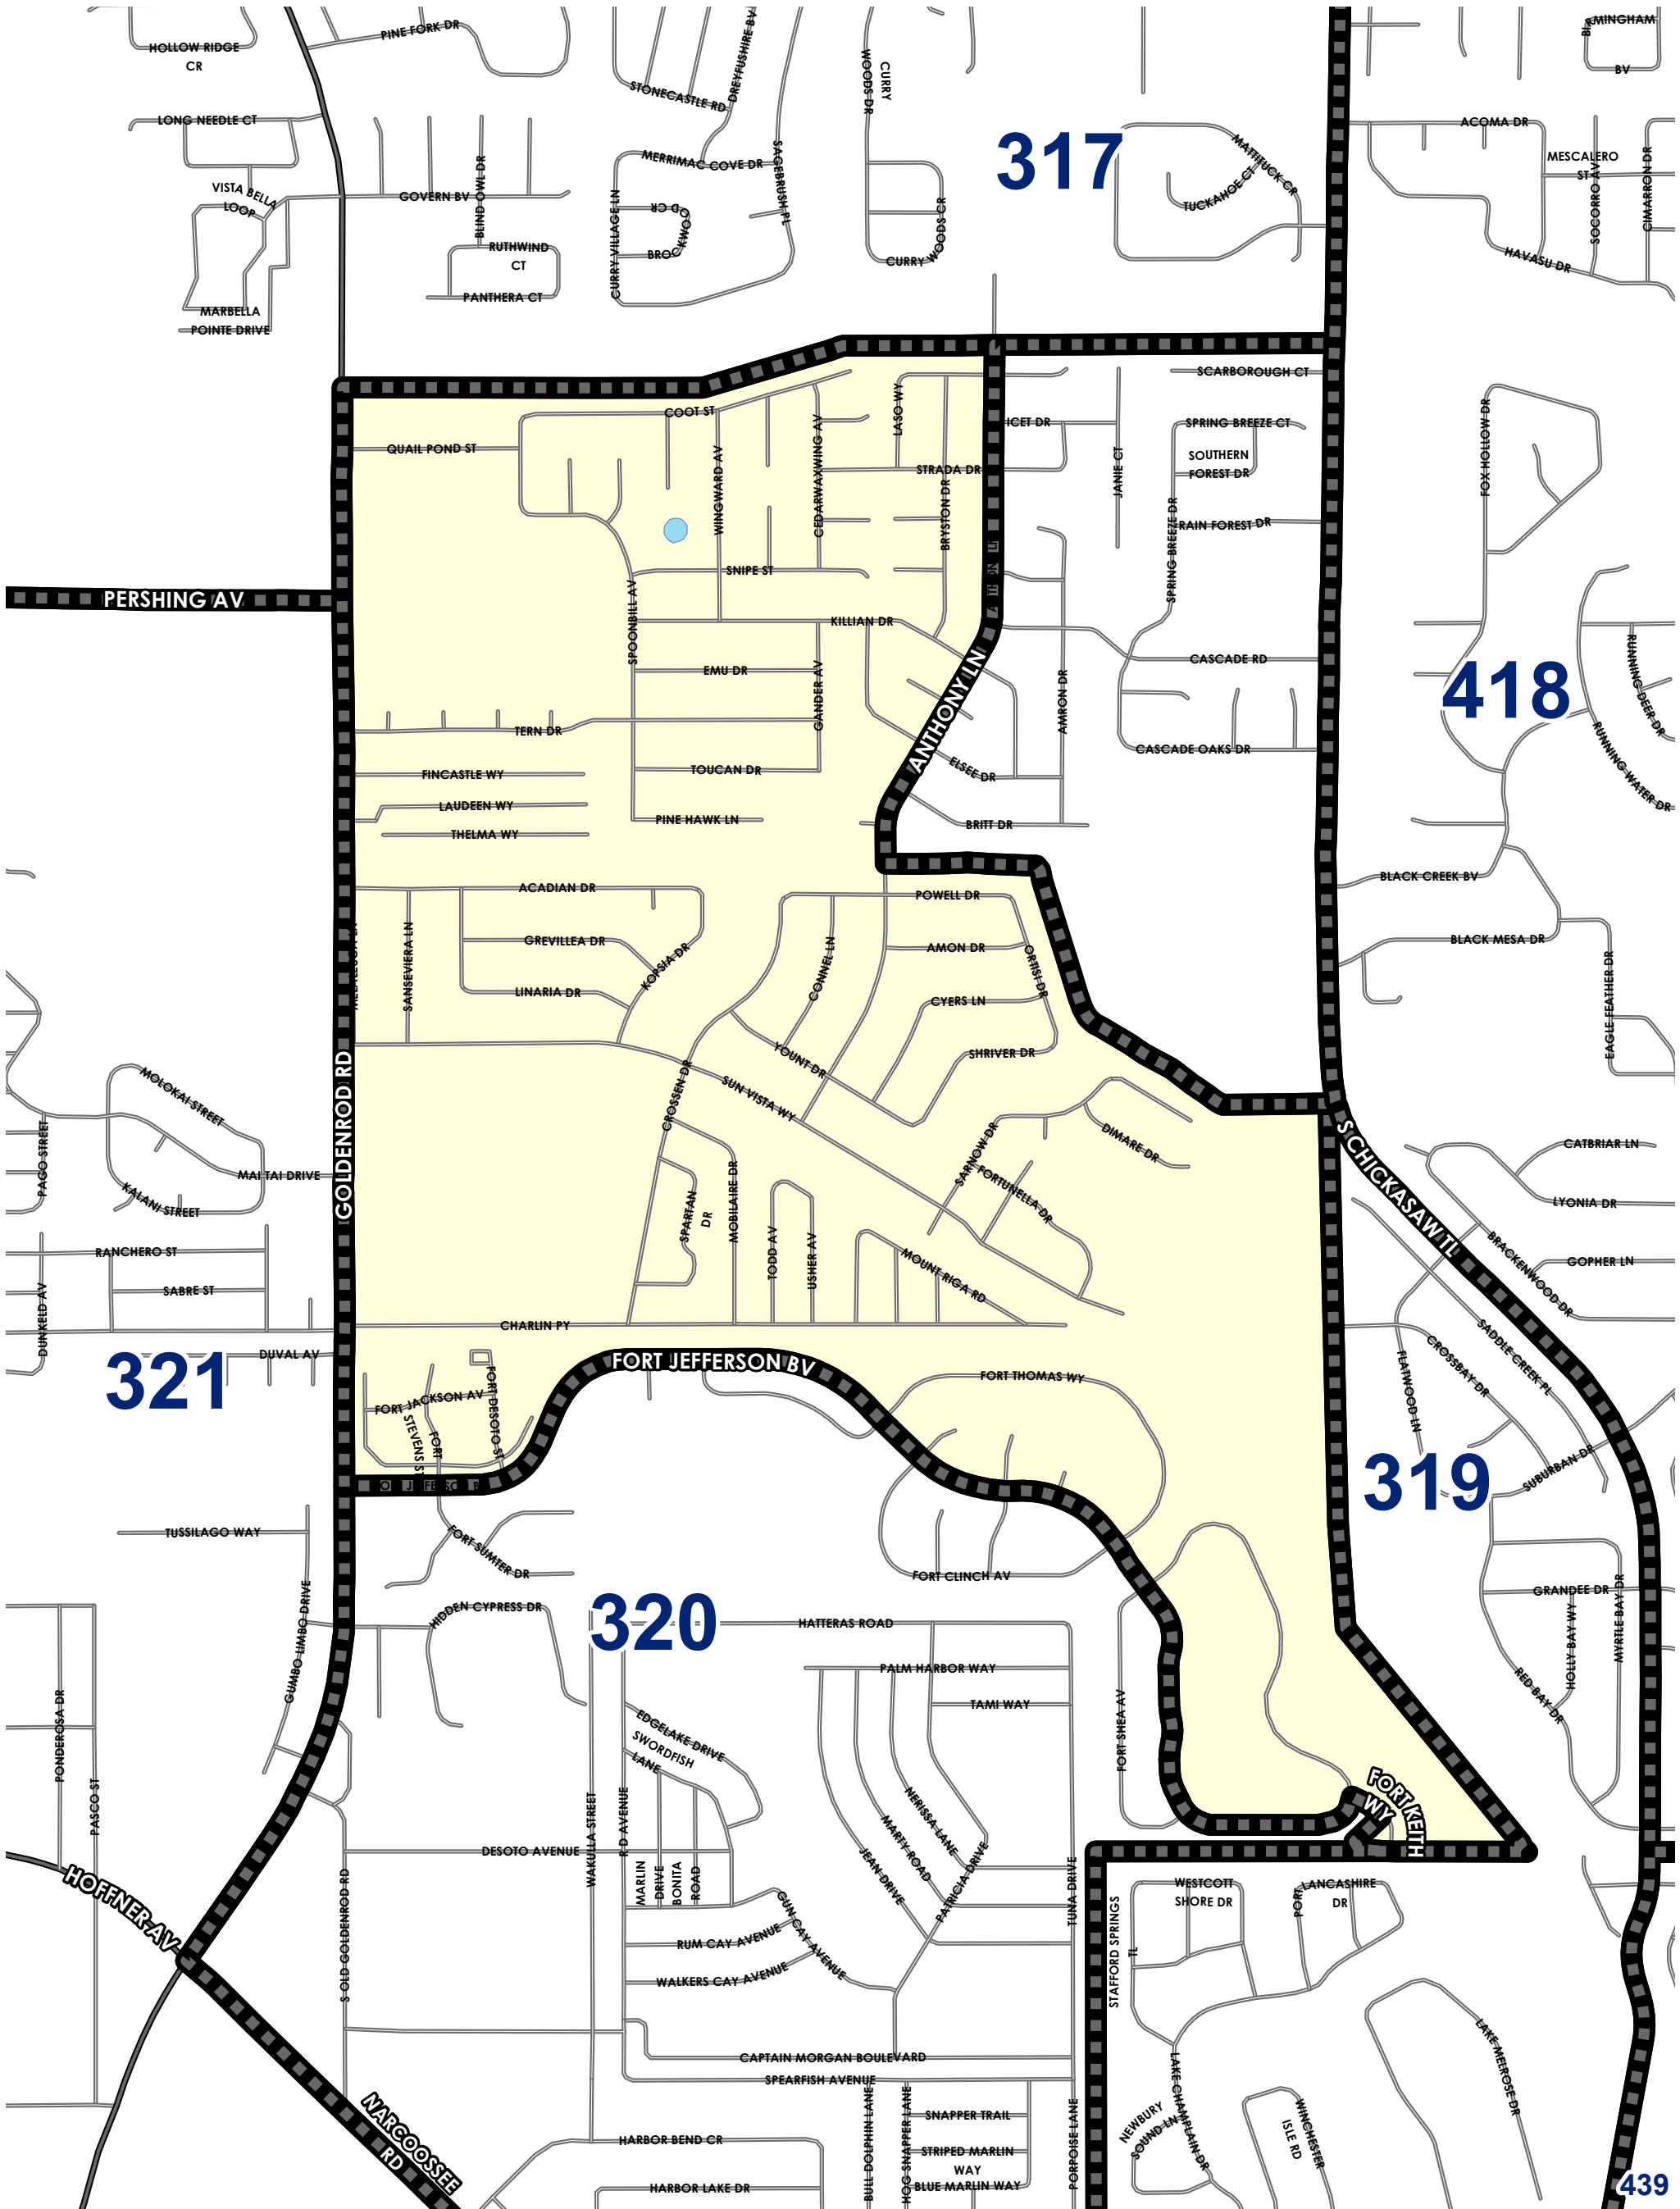 HOLLOW RIDGE
CR
PINE FORK DR
STONECASTLE RD
DREYFUSHIRE BV
CURRY
WOODS DR
BV
LONG NEEDLE CT
317
MATTITUCK CR
TUCKAHOE CT
ACOMA DR
MESCALERO
ST
SOCORRO AV
CIMARRON DR
HAVASU DR
VISTA BELLA
LOOP
GOVERN BV
BLIND OWL DR
RUTHWIND
CT
PANTHERA CT
MARBELLA
POINTE DRIVE
MERRIMAC COVE DR
SAGEBRUSH PL
CURRY VILLAGE LN
BROCKWOOD CR
CURRY WOODS CR
SCARBOROUGH CT
COOT ST
LASO WY
QUAIL POND ST
WINGWARD AV
CEDARWAXWING AV
STRADA DR
BRYSTON DR
ICET DR
JANIE CT
SPRING BREEZE CT
SOUTHERN
FOREST DR
RAIN FOREST DR
SPRING BREEZE DR
FOX HOLLOW DR
SNIPE ST
PERSHING AV
SPOONBILL AV
KILLIAN DR
EMU DR
GANDER AV
ANTHONY LN
AMRON DR
CASCADE RD
418
RUNNING DEER DR
RUNNING WATER DR
TERN DR
CASCADE OAKS DR
FINCASTLE WY
TOUCAN DR
ELSEE DR
LAUDEEN WY
THELMA WY
PINE HAWK LN
BRITT DR
BLACK CREEK BV
ACADIAN DR
POWELL DR
GREVILLEA DR
KOPSIA DR
AMON DR
ORTISI DR
BLACK MESA DR
SANSEVIERA LN
LINARIA DR
CONNEL LN
CYERS LN
EAGLE FEATHER DR
GOLDENROD RD
YOUNT DR
SHRIVER DR
MOLOKAI STREET
CROSSEN DR
SUN VISTA WY
PAGO STREET
MAI TAI DRIVE
KALANI STREET
SARNOW DR
DIMARE DR
S CHICKASAW TL
CATBRIAR LN
LYONIA DR
SPARTAN
DR
MOBILAIRE DR
FORTUNELLA DR
TODD AV
USHER AV
RANCHERO ST
SABRE ST
DUNKELD AV
MOUNT RIGA RD
BRACKENWOOD DR
GOPHER LN
CHARLIN PY
DUVAL AV
321
FORT JEFFERSON BV
FORT THOMAS WY
SADDLE CREEK PL
CROSSBAY DR
FLATWOOD LN
FORT JACKSON AV
FORT DESOTO ST
FORT
STEVENS ST
319
SUBURBAN DR
TUSSILAGO WAY
FORT SUMTER DR
FORT CLINCH AV
GRANDEE DR
HOLLY BAY WY
MYRTLE BAY DR
RED BAY DR
GUMBO LIMBO DRIVE
HIDDEN CYPRESS DR
320
HATTERAS ROAD
PALM HARBOR WAY
TAMI WAY
FORT SHEA AV
PONDEROSA DR
PASCO ST
EDGELAKE DRIVE
SWORDFISH
LANE
NERISSA LANE
MARTY ROAD
JEAN DRIVE
PATRICIA DRIVE
FORT KEITH
WY
WAKULLA STREET
R D AVENUE
DESOTO AVENUE
MARLIN
DRIVE
BONITA
ROAD
TUNA DRIVE
HOFFNER AV
S OLD GOLDENROD RD
GUN CAY AVENUE
RUM CAY AVENUE
WALKERS CAY AVENUE
STAFFORD SPRINGS
TL
WESTCOTT
SHORE DR
PORT LANCASHIRE
DR
CAPTAIN MORGAN BOULEVARD
SPEARFISH AVENUE
LAKE CHAMPLAIN DR
LAKE MELROSE DR
NARCOOSSEE
RD
BULL DOLPHIN LANE
HOG SNAPPER LANE
SNAPPER TRAIL
STRIPED MARLIN
WAY
BLUE MARLIN WAY
PORPOISE LANE
NEWBURY
SOUND LN
WINCHESTER
ISLE RD
HARBOR BEND CR
HARBOR LAKE DR
439